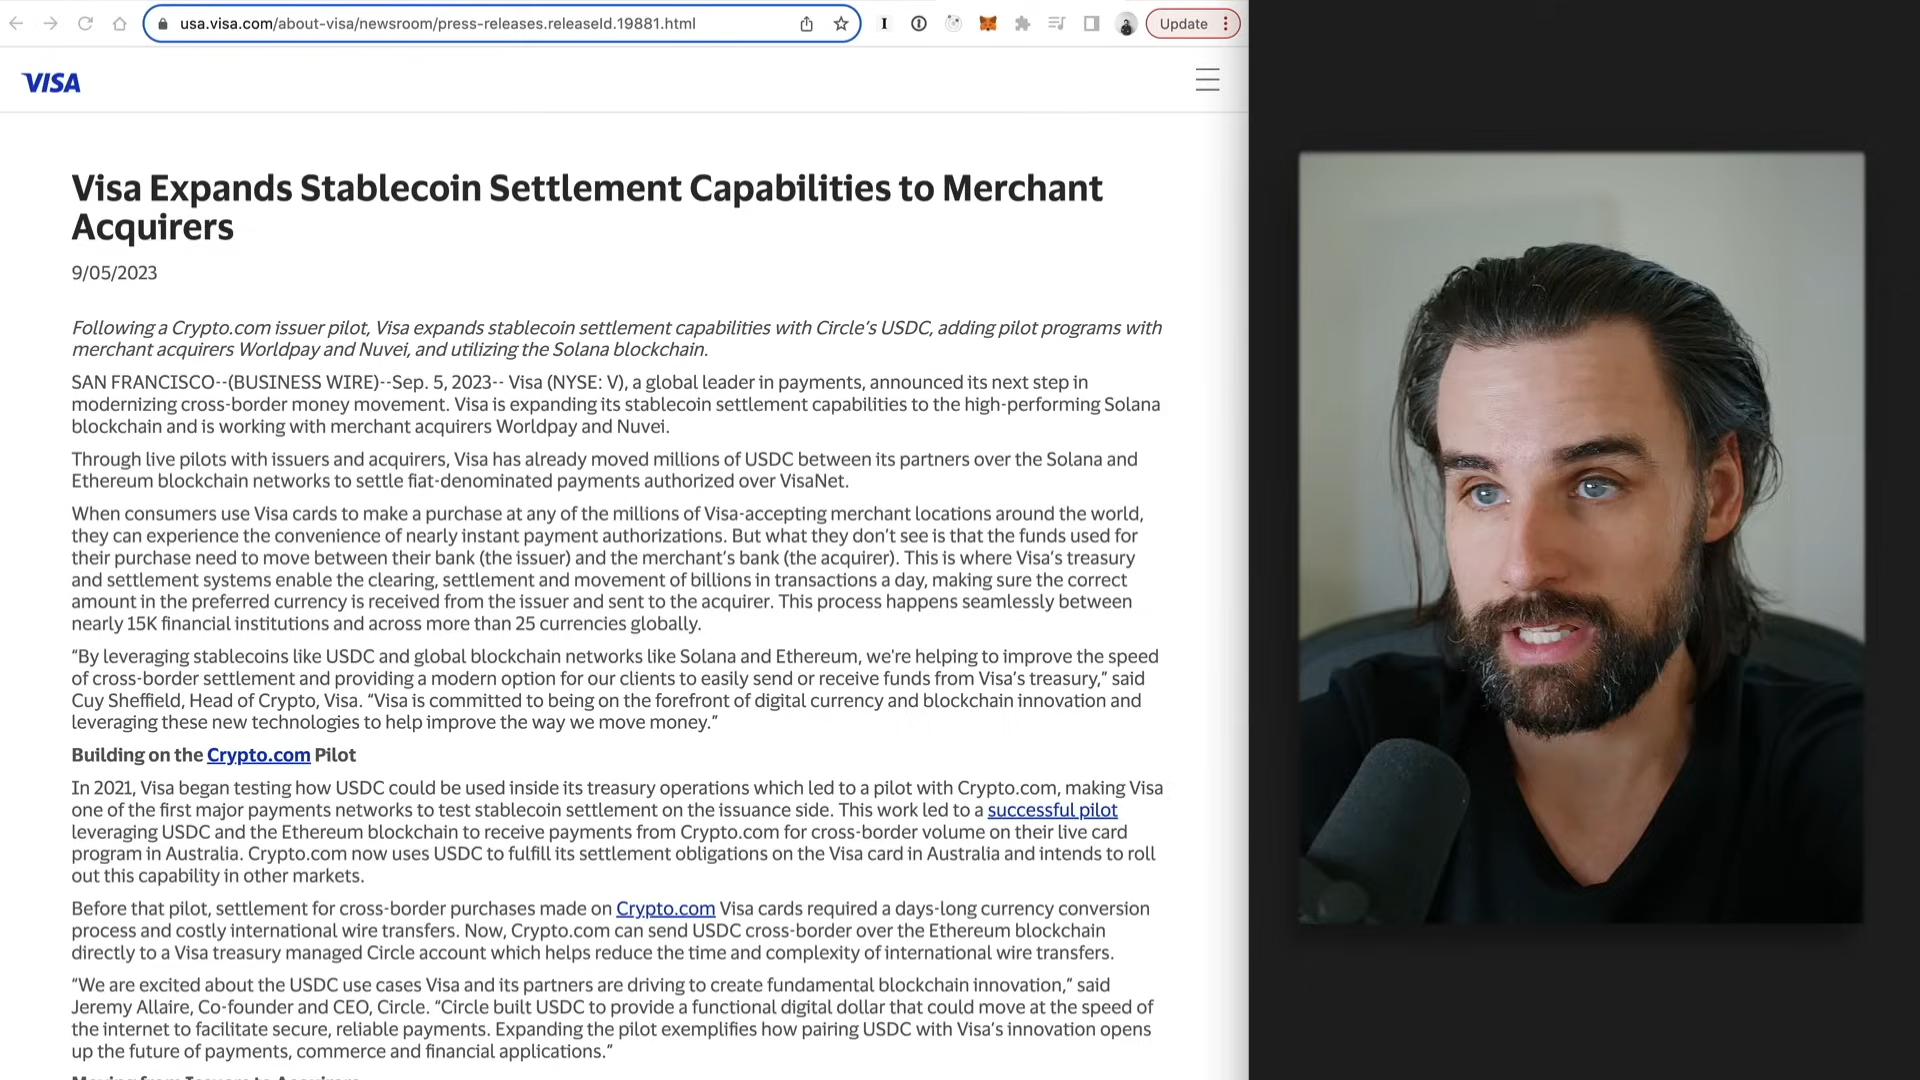 usa.visa.com/about-visa/newsroom/press-releases.releaseId.19881.html
Update
VISA
Visa Expands Stablecoin Settlement Capabilities to Merchant
Acquirers
9/05/2023
Following a Crypto.com issuer pilot, Visa expands stablecoin settlement capabilities with Circle’s USDC, adding pilot programs with
merchant acquirers Worldpay and Nuvei, and utilizing the Solana blockchain.
SAN FRANCISCO--(BUSINESS WIRE)--Sep. 5, 2023-- Visa (NYSE: V), a global leader in payments, announced its next step in
modernizing cross-border money movement. Visa is expanding its stablecoin settlement capabilities to the high-performing Solana
blockchain and is working with merchant acquirers Worldpay and Nuvei.
Through live pilots with issuers and acquirers, Visa has already moved millions of USDC between its partners over the Solana and
Ethereum blockchain networks to settle fiat-denominated payments authorized over VisaNet.
When consumers use Visa cards to make a purchase at any of the millions of Visa-accepting merchant locations around the world,
they can experience the convenience of nearly instant payment authorizations. But what they don’t see is that the funds used for
their purchase need to move between their bank (the issuer) and the merchant’s bank (the acquirer). This is where Visa’s treasury
and settlement systems enable the clearing, settlement and movement of billions in transactions a day, making sure the correct
amount in the preferred currency is received from the issuer and sent to the acquirer. This process happens seamlessly between
nearly 15K financial institutions and across more than 25 currencies globally.
“By leveraging stablecoins like USDC and global blockchain networks like Solana and Ethereum, we're helping to improve the speed
of cross-border settlement and providing a modern option for our clients to easily send or receive funds from Visa’s treasury,” said
Cuy Sheffield, Head of Crypto, Visa. “Visa is committed to being on the forefront of digital currency and blockchain innovation and
leveraging these new technologies to help improve the way we move money.”
Building on the Crypto.com Pilot
In 2021, Visa began testing how USDC could be used inside its treasury operations which led to a pilot with Crypto.com, making Visa
one of the first major payments networks to test stablecoin settlement on the issuance side. This work led to a successful pilot
leveraging USDC and the Ethereum blockchain to receive payments from Crypto.com for cross-border volume on their live card
program in Australia. Crypto.com now uses USDC to fulfill its settlement obligations on the Visa card in Australia and intends to roll
out this capability in other markets.
Before that pilot, settlement for cross-border purchases made on Crypto.com Visa cards required a days-long currency conversion
process and costly international wire transfers. Now, Crypto.com can send USDC cross-border over the Ethereum blockchain
directly to a Visa treasury managed Circle account which helps reduce the time and complexity of international wire transfers.
“We are excited about the USDC use cases Visa and its partners are driving to create fundamental blockchain innovation,” said
Jeremy Allaire, Co-founder and CEO, Circle. “Circle built USDC to provide a functional digital dollar that could move at the speed of
the internet to facilitate secure, reliable payments. Expanding the pilot exemplifies how pairing USDC with Visa’s innovation opens
up the future of payments, commerce and financial applications.”
Moving from Issuers to Acquirers